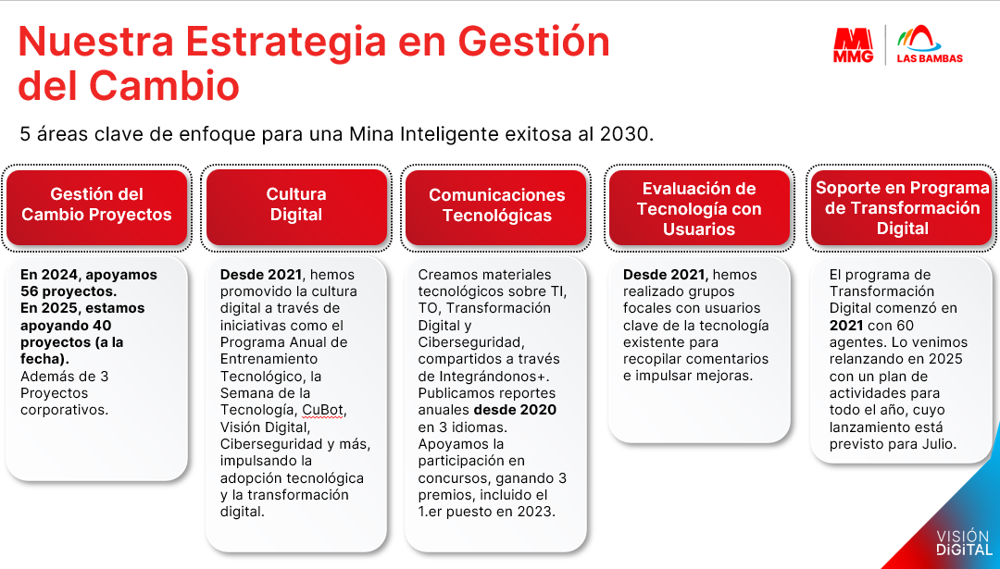 Nuestra Estrategia en Gestión
del Cambio
MMG
LAS BAMBAS
5 áreas clave de enfoque para una Mina Inteligente exitosa al 2030.
Gestión del
Cambio Proyectos
En 2024, apoyamos
56 proyectos.
En 2025, estamos
apoyando 40
proyectos (a la
fecha).
Además de 3
Proyectos
corporativos.
Cultura
Digital
Desde 2021, hemos
promovido la cultura
digital a través de
iniciativas como el
Programa Anual de
Entrenamiento
Tecnológico, la
Semana de la
Tecnología, CuBot,
Visión Digital,
Ciberseguridad y más,
impulsando la
adopción tecnológica
y la transformación
digital.
Comunicaciones
Tecnológicas
Creamos materiales
tecnológicos sobre TI,
TO, Transformación
Digital y
Ciberseguridad,
compartidos a través
de Integrándonos+.
Publicamos reportes
anuales desde 2020
en 3 idiomas.
Apoyamos la
participación en
concursos, ganando 3
premios, incluido el
1.er puesto en 2023.
Evaluación de
Tecnología con
Usuarios
Desde 2021, hemos
realizado grupos
focales con usuarios
clave de la tecnología
existente para
recopilar comentarios
e impulsar mejoras.
Soporte en Programa
de Transformación
Digital
El programa de
Transformación
Digital comenzó en
2021 con 60
agentes. Lo venimos
relanzando en 2025
con un plan de
actividades para
todo el año, cuyo
lanzamiento está
previsto para Julio.
VISIÓN
DiGiTAL